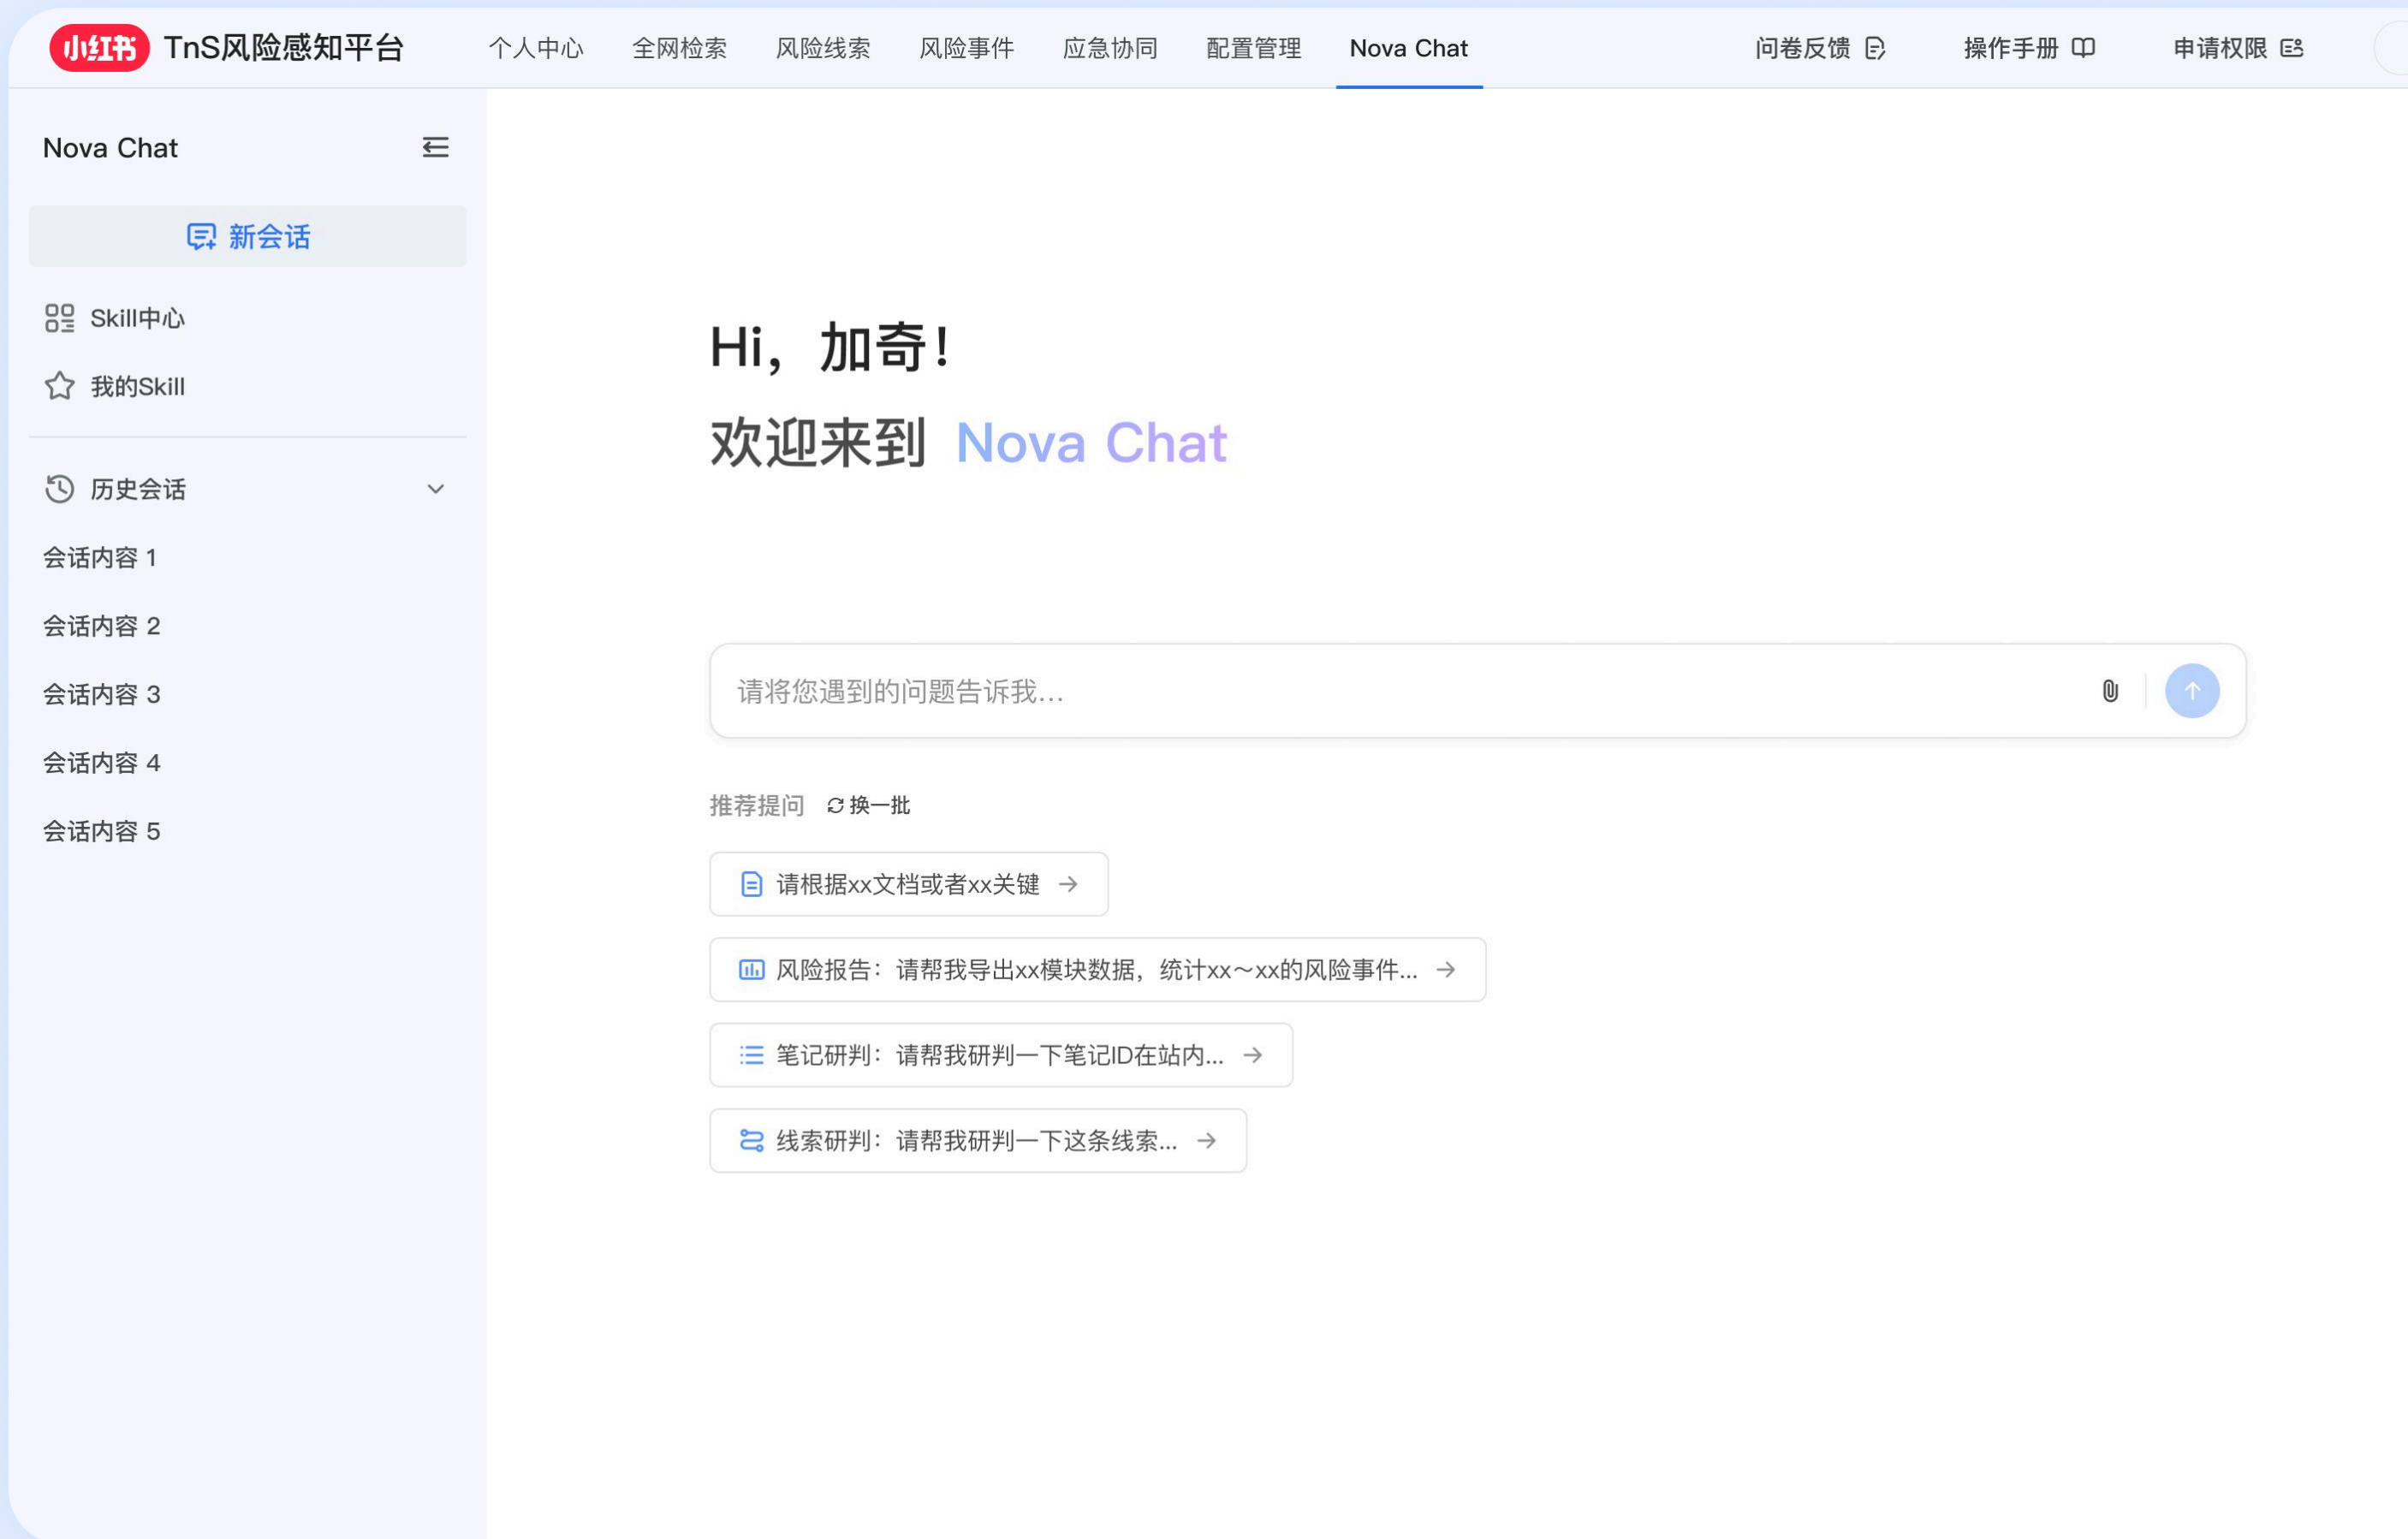 小红书 TnS风险感知平台 个人中心 全网检索 风险线索 风险事件 应急协同 配置管理 Nova Chat 问卷反馈 操作手册 申请权限
Nova Chat
新会话
Skill中心
我的Skill
历史会话
会话内容 1
会话内容 2
会话内容 3
会话内容 4
会话内容 5
Hi，加奇！
欢迎来到 Nova Chat
请将您遇到的问题告诉我...
推荐提问 换一批
请根据xx文档或者xx关键
风险报告：请帮我导出xx模块数据，统计xx～xx的风险事件...
笔记研判：请帮我研判一下笔记ID在站内...
线索研判：请帮我研判一下这条线索...